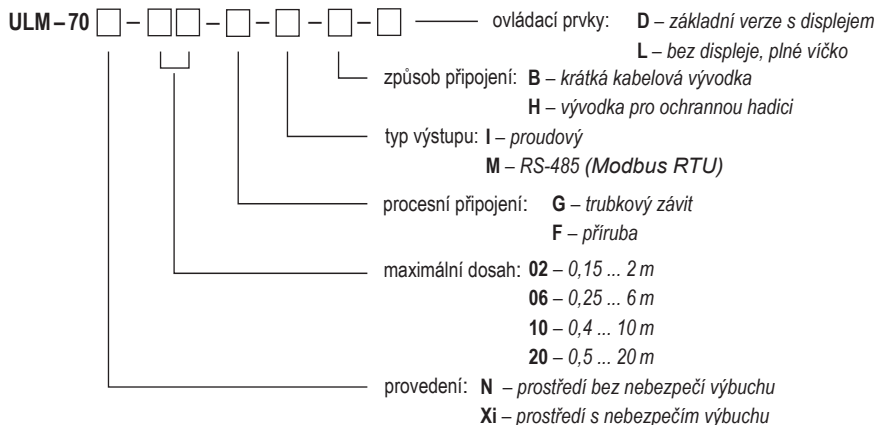 ULM–70 □ – □□ – □ – □ – □ – □ ovládací prvky: D – základní verze s displejem
L – bez displeje, plné víčko
způsob připojení: B – krátká kabelová vývodka
H – vývodka pro ochrannou hadici
typ výstupu: I – proudový
M – RS-485 (Modbus RTU)
procesní připojení: G – trubkový závit
F – příruba
maximální dosah: 02 – 0,15 ... 2 m
06 – 0,25 ... 6 m
10 – 0,4 ... 10 m
20 – 0,5 ... 20 m
provedení: N – prostředí bez nebezpečí výbuchu
Xi – prostředí s nebezpečím výbuchu